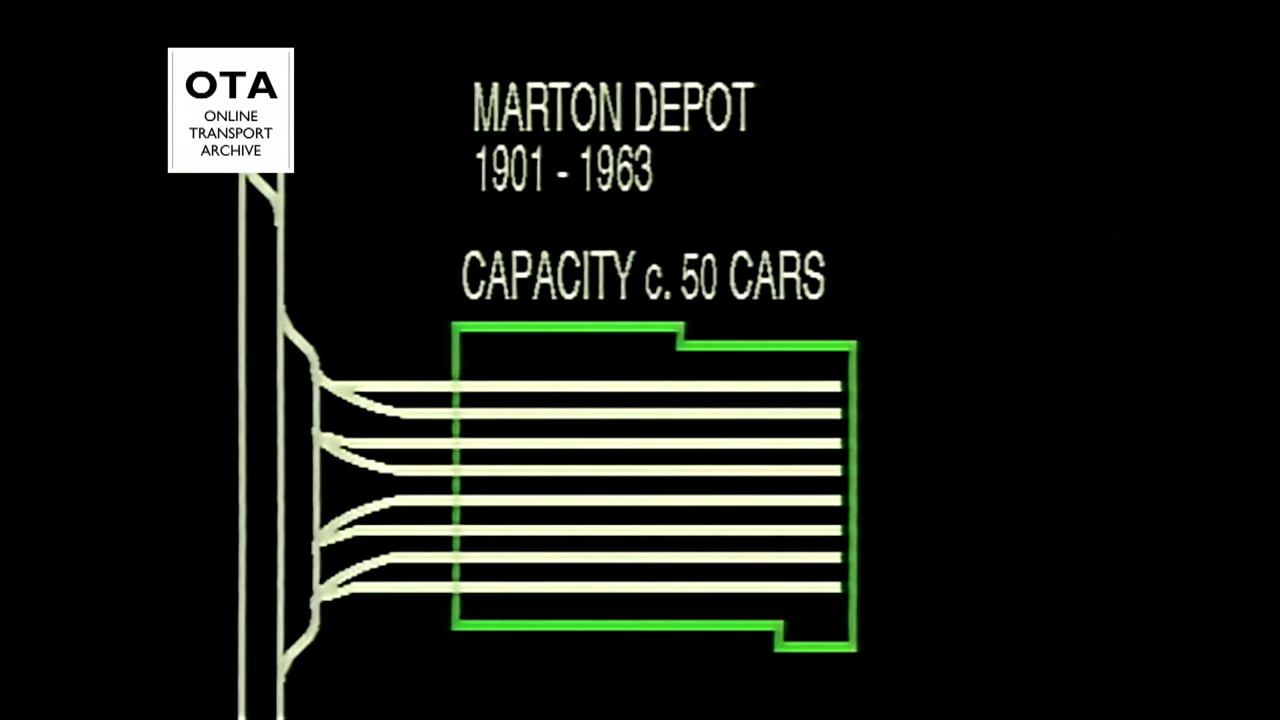 OTA
ONLINE
TRANSPORT
ARCHIVE
MARTON DEPOT
1901 - 1963
CAPACITY c. 50 CARS